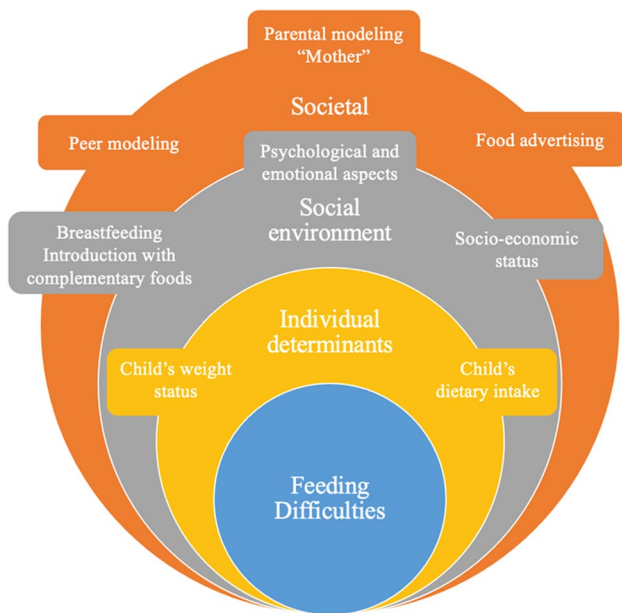 Parental modeling
“Mother”
Societal
Peer modeling
Food advertising
Psychological and
emotional aspects
Social
environment
Breastfeeding
Introduction with
complementary foods
Socio-economic
status
Individual
determinants
Child’s weight
status
Child’s
dietary intake
Feeding
Difficulties